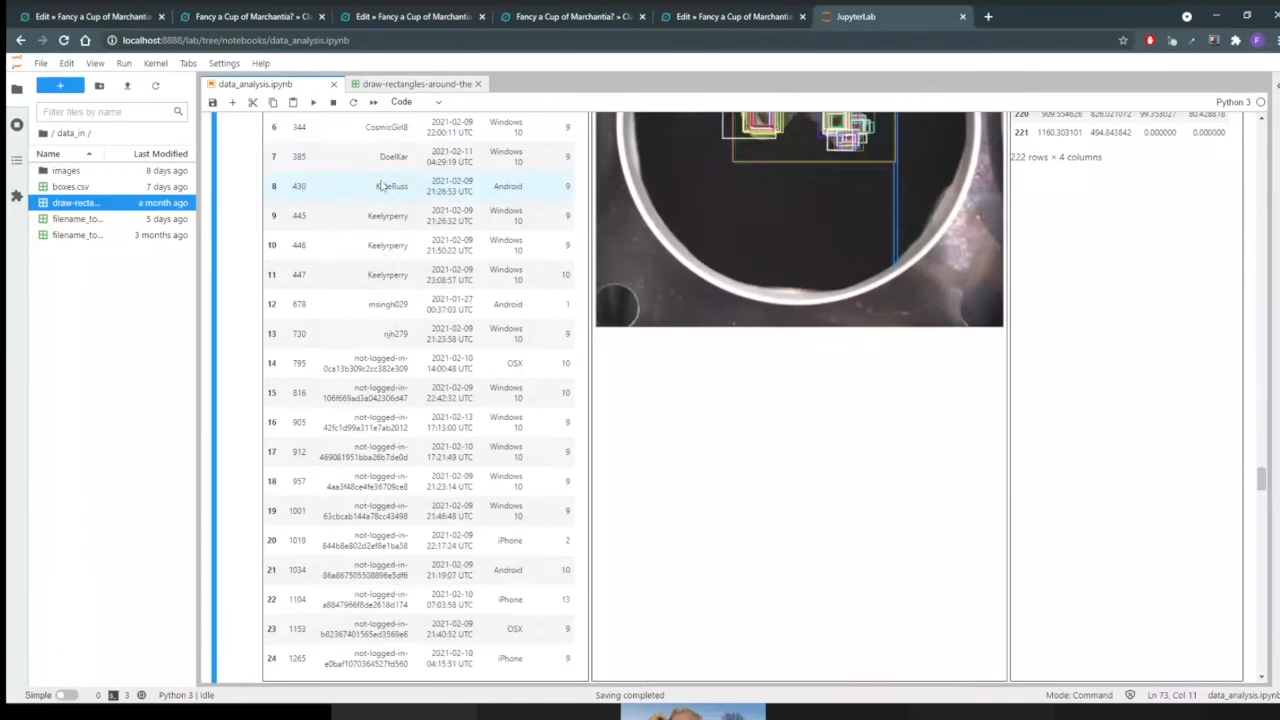 Edit » Fancy a Cup of Marchantia
Fancy a Cup of Marchantia? » Cla
Edit » Fancy a Cup of Marchantia
Fancy a Cup of Marchantia? » Cla
Edit » Fancy a Cup of Marchantia
JupyterLab
localhost:8888/lab/tree/notebooks/data_analysis.ipynb
File Edit View Run Kernel Tabs Settings Help
data_analysis.ipynb
draw-rectangles-around-the
Code
Python 3
Filter files by name
/ data_in /
Name
Last Modified
images 8 days ago
boxes.csv 7 days ago
draw-recta... a month ago
filename_to... 5 days ago
filename_to... 3 months ago
6 344 CosmicGirl8 2021-02-09 22:00:11 UTC Windows 10 9
7 385 DoelKar 2021-02-11 04:29:19 UTC Windows 10 9
8 430 2021-02-09 21:26:53 UTC Android 9
9 445 Keelyrperry 2021-02-09 21:26:32 UTC Windows 10 9
10 446 Keelyrperry 2021-02-09 21:50:22 UTC Windows 10 9
11 447 Keelyrperry 2021-02-09 23:08:57 UTC Windows 10 10
12 678 msingh029 2021-01-27 00:37:03 UTC Android 1
13 730 njh279 2021-02-09 21:23:58 UTC Windows 10 9
14 795 not-logged-in-0ca13b309c2cc382e309 2021-02-10 14:00:48 UTC OSX 10
15 816 not-logged-in-106f669ad3a042306d47 2021-02-09 22:42:32 UTC Windows 10 10
16 905 not-logged-in-42fc1d99a311e7ab2012 2021-02-13 17:13:00 UTC Windows 10 9
17 912 not-logged-in-469081951bba26b7de0d 2021-02-10 17:21:49 UTC Windows 10 9
18 957 not-logged-in-4aa3f48ce4fe36709ce8 2021-02-09 21:23:14 UTC Windows 10 9
19 1001 not-logged-in-63cbcab144a78cc43498 2021-02-09 21:46:48 UTC Windows 10 9
20 1019 not-logged-in-844b8e802d2ef8e1ba58 2021-02-09 22:17:24 UTC iPhone 2
21 1034 not-logged-in-86a867505508896e5df6 2021-02-09 21:19:07 UTC Android 10
22 1104 not-logged-in-a8847966f8de2618d174 2021-02-10 07:03:58 UTC iPhone 13
23 1153 not-logged-in-b82367401565ed3569e6 2021-02-09 21:40:52 UTC OSX 9
24 1265 not-logged-in-e0baf1070364527fd560 2021-02-10 04:15:51 UTC iPhone 9
221 1160.303101 494.843842 0.000000 0.000000
222 rows × 4 columns
Simple 0 3 Python 3 | Idle
Saving completed
Mode: Command Ln 73, Col 11 data_analysis.ipynb